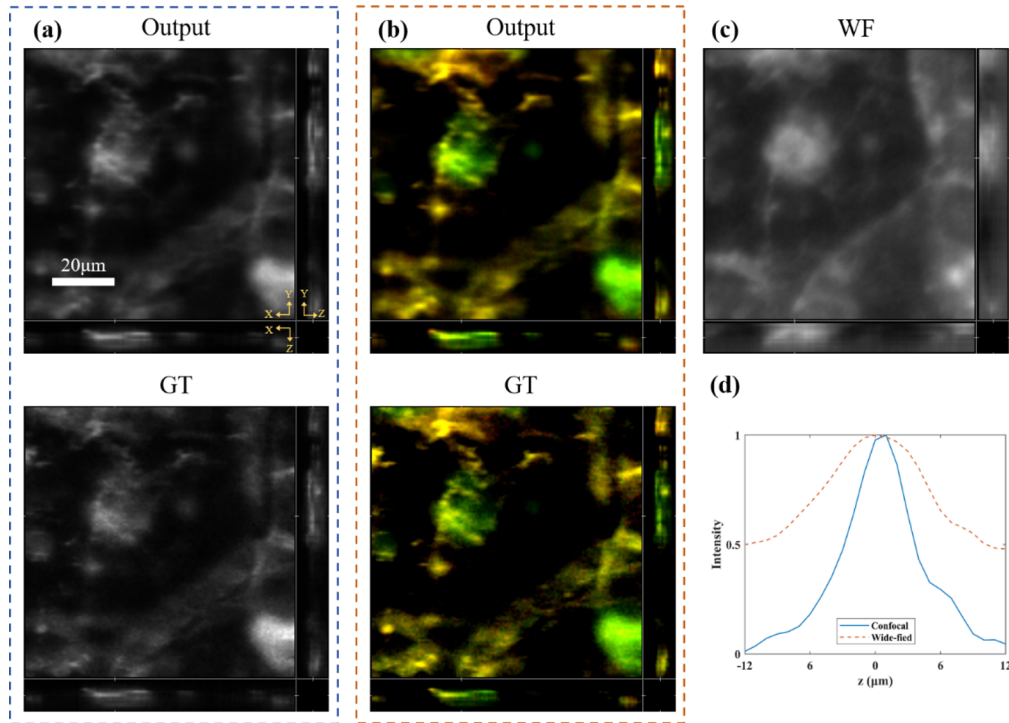 (a) Output
(b) Output
(c) WF
20μm
Y Y
X Z
X
Z
GT
GT
(d)
1
0.5
0
Intensity
Confocal
Wide-fied
-12 6 0 6 12
z (μm)